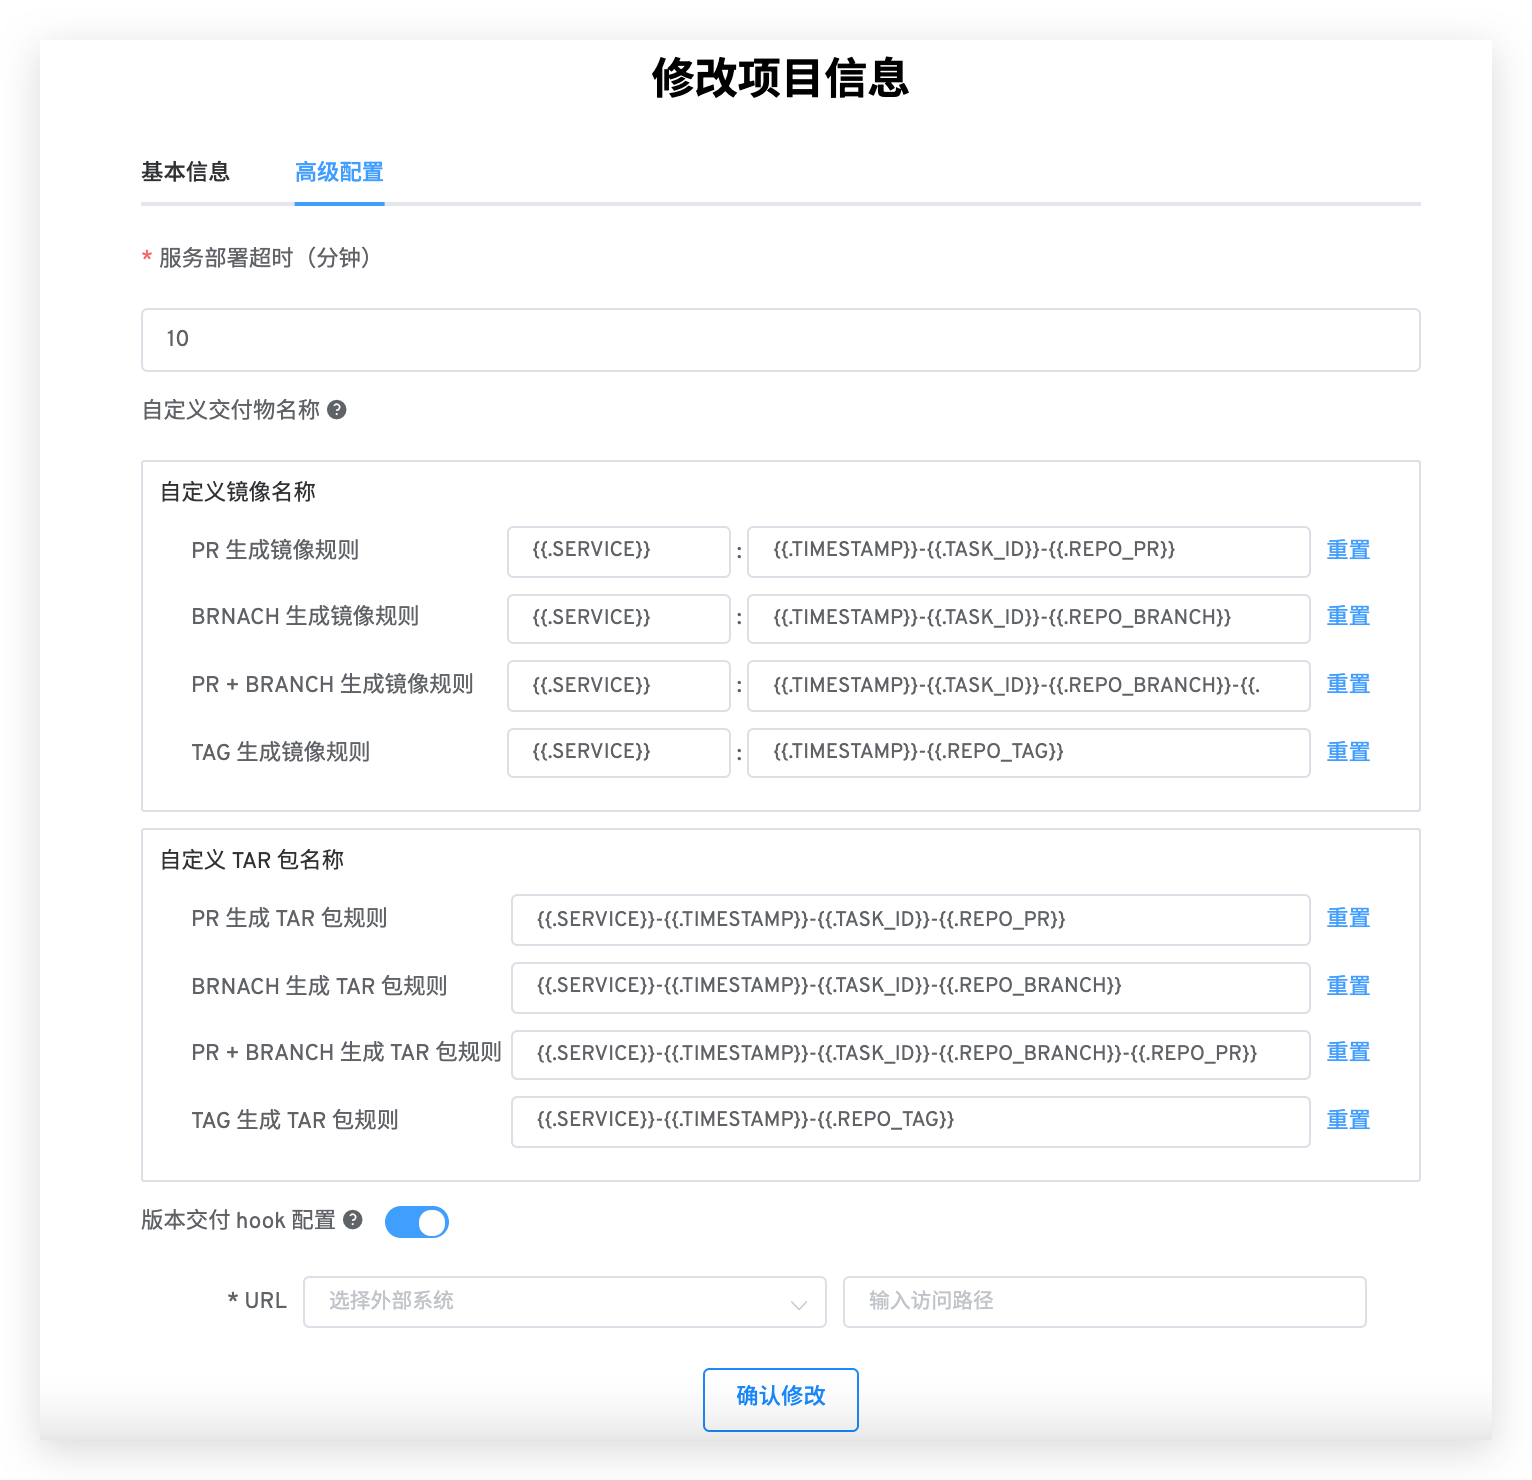 修改项目信息
基本信息 高级配置
* 服务部署超时（分钟）
10
自定义交付物名称 ?
自定义镜像名称
PR 生成镜像规则 {{.SERVICE}} : {{.TIMESTAMP}}-{{.TASK_ID}}-{{.REPO_PR}} 重置
BRNACH 生成镜像规则 {{.SERVICE}} : {{.TIMESTAMP}}-{{.TASK_ID}}-{{.REPO_BRANCH}} 重置
PR + BRANCH 生成镜像规则 {{.SERVICE}} : {{.TIMESTAMP}}-{{.TASK_ID}}-{{.REPO_BRANCH}}-{{. 重置
TAG 生成镜像规则 {{.SERVICE}} : {{.TIMESTAMP}}-{{.REPO_TAG}} 重置
自定义 TAR 包名称
PR 生成 TAR 包规则 {{.SERVICE}}-{{.TIMESTAMP}}-{{.TASK_ID}}-{{.REPO_PR}} 重置
BRNACH 生成 TAR 包规则 {{.SERVICE}}-{{.TIMESTAMP}}-{{.TASK_ID}}-{{.REPO_BRANCH}} 重置
PR + BRANCH 生成 TAR 包规则 {{.SERVICE}}-{{.TIMESTAMP}}-{{.TASK_ID}}-{{.REPO_BRANCH}}-{{.REPO_PR}} 重置
TAG 生成 TAR 包规则 {{.SERVICE}}-{{.TIMESTAMP}}-{{.REPO_TAG}} 重置
版本交付 hook 配置 ?
* URL 选择外部系统 输入访问路径
确认修改